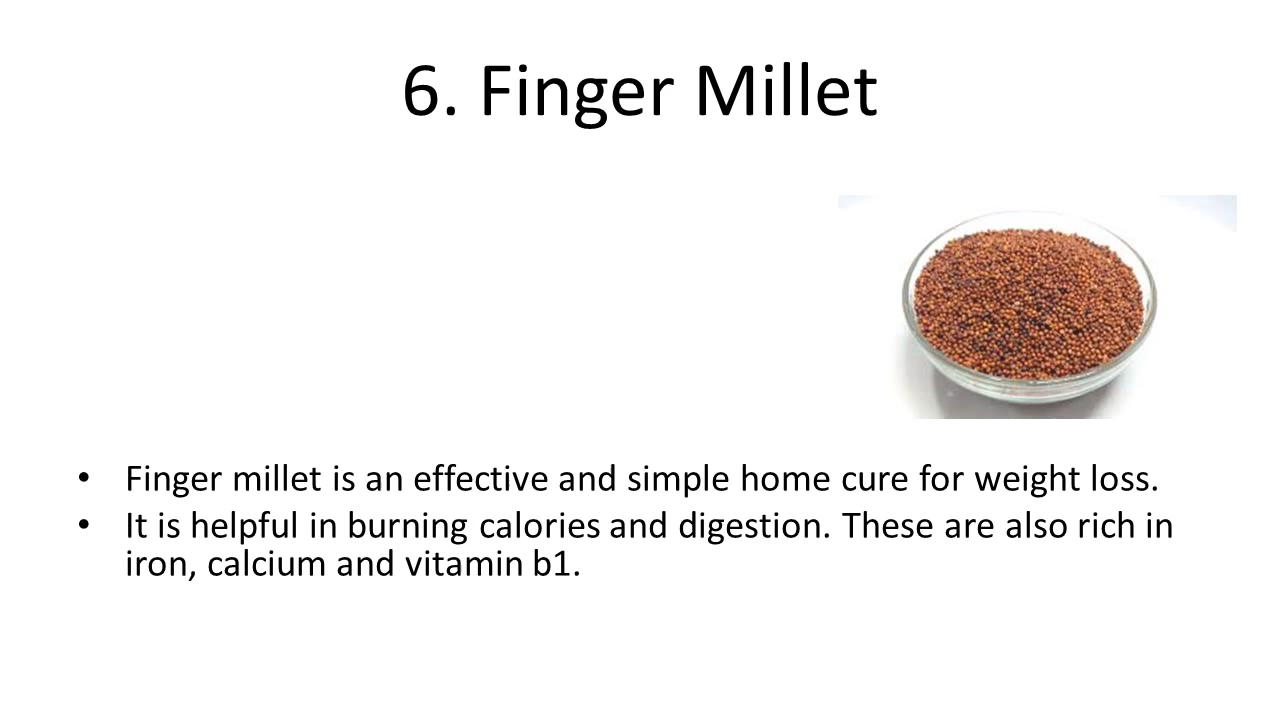 6. Finger Millet
• Finger millet is an effective and simple home cure for weight loss.
• It is helpful in burning calories and digestion. These are also rich in
iron, calcium and vitamin b1.